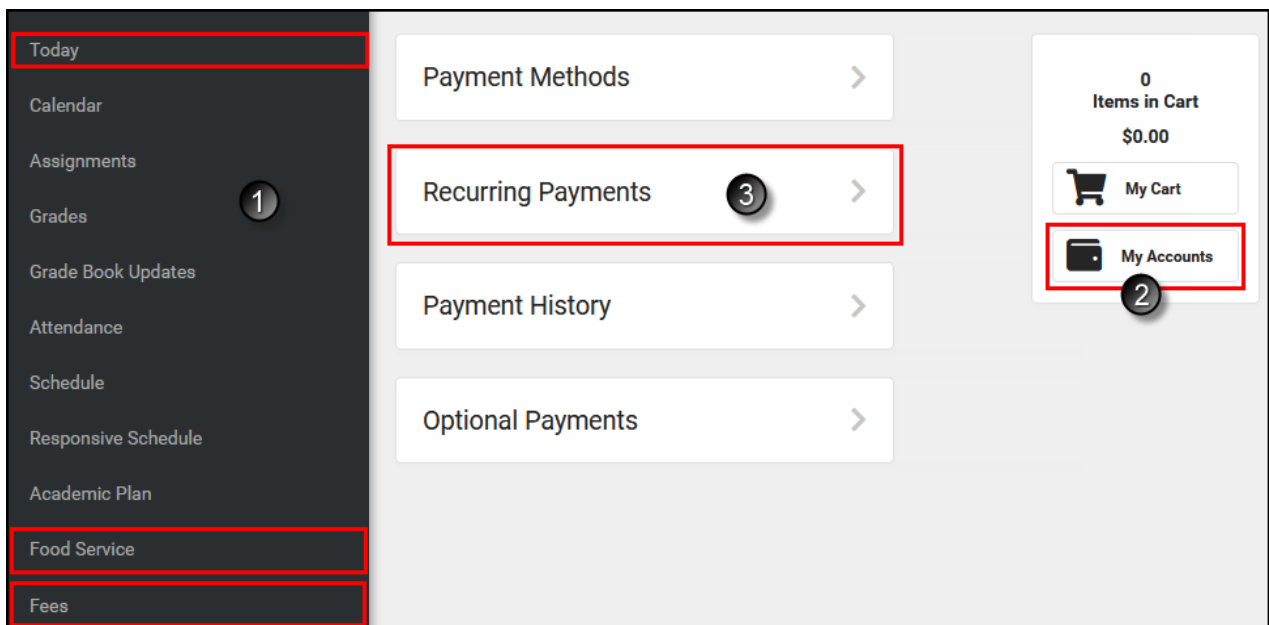 Today
Calendar
Assignments
1
Grades
Grade Book Updates
Attendance
Schedule
Responsive Schedule
Academic Plan
Food Service
Fees
Payment Methods
Recurring Payments
3
Payment History
Optional Payments
0
Items in Cart
$0.00
My Cart
My Accounts
2